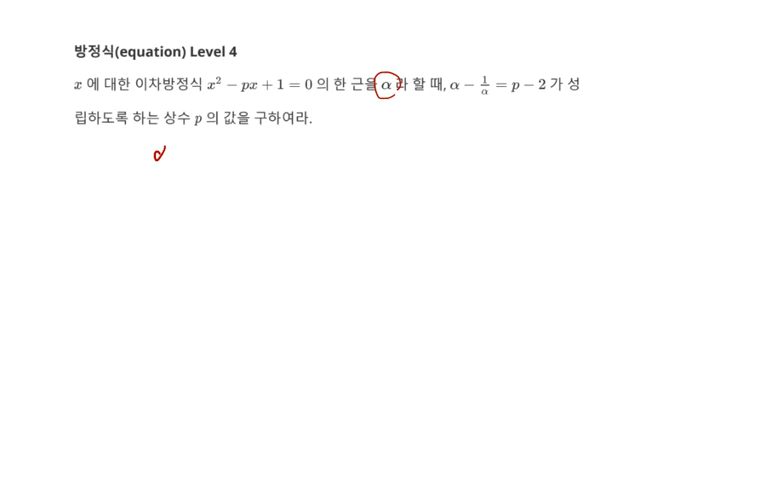 방정식(equation) Level 4
x 에 대한 이차방정식 x² − px + 1 = 0 의 한 근을 α 라 할 때, α − 1/α = p − 2 가 성
립하도록 하는 상수 p 의 값을 구하여라.
α